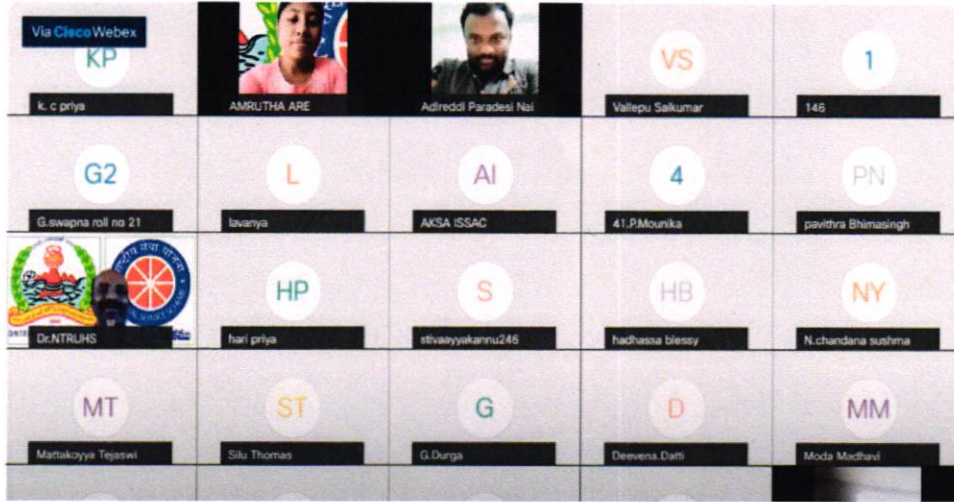 Via Cisco Webex
KP
k. c priya
AMRUTHA ARE
Adireddi Paradesi Nai
VS
Vallepu Saikumar
1
146
G2
G.swapna roll no 21
L
lavanya
AI
AKSA ISSAC
4
41.P.Mounika
PN
pavithra Bhimasingh
Dr.NTRUHS
HP
hari priya
S
stivaayyakannu246
HB
hadhassa blessy
NY
N.chandana sushma
MT
Mattakoyya Tejaswi
ST
Silu Thomas
G
G.Durga
D
Deevena.Datti
MM
Moda Madhavi